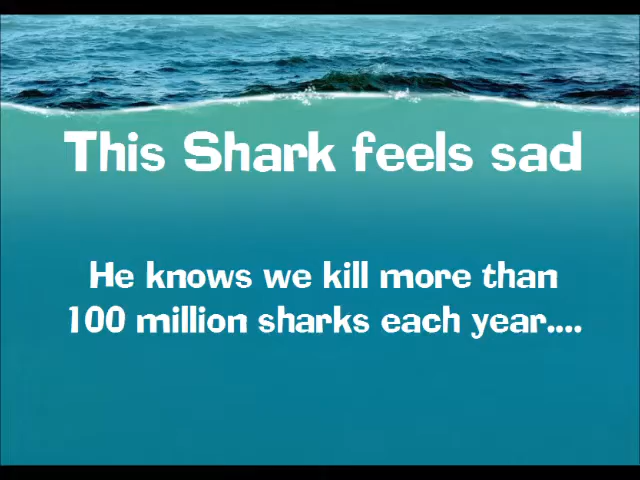 This Shark feels sad
He knows we kill more than
100 million sharks each year....